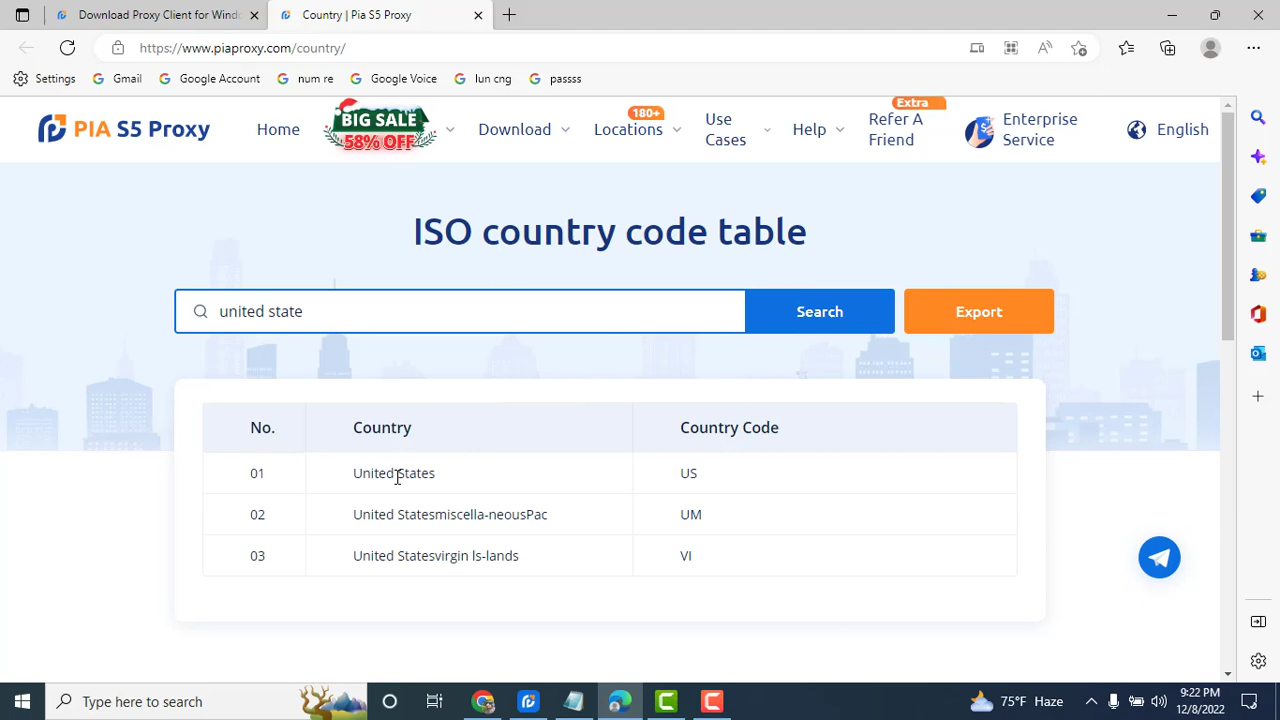 Download Proxy Client for Wind
Country | Pia S5 Proxy
https://www.piaproxy.com/country/
Settings
Gmail
Google Account
num re
Google Voice
lun cng
passss
PIA S5 Proxy
Home
BIG SALE
58% OFF
Download
180+
Locations
Use
Cases
Help
Extra
Refer A
Friend
Enterprise
Service
English
ISO country code table
united state
Search
Export
No. Country Country Code
01 United States US
02 United Statesmiscella-neousPac UM
03 United Statesvirgin ls-lands VI
Type here to search
75°F Haze
9:22 PM
12/8/2022